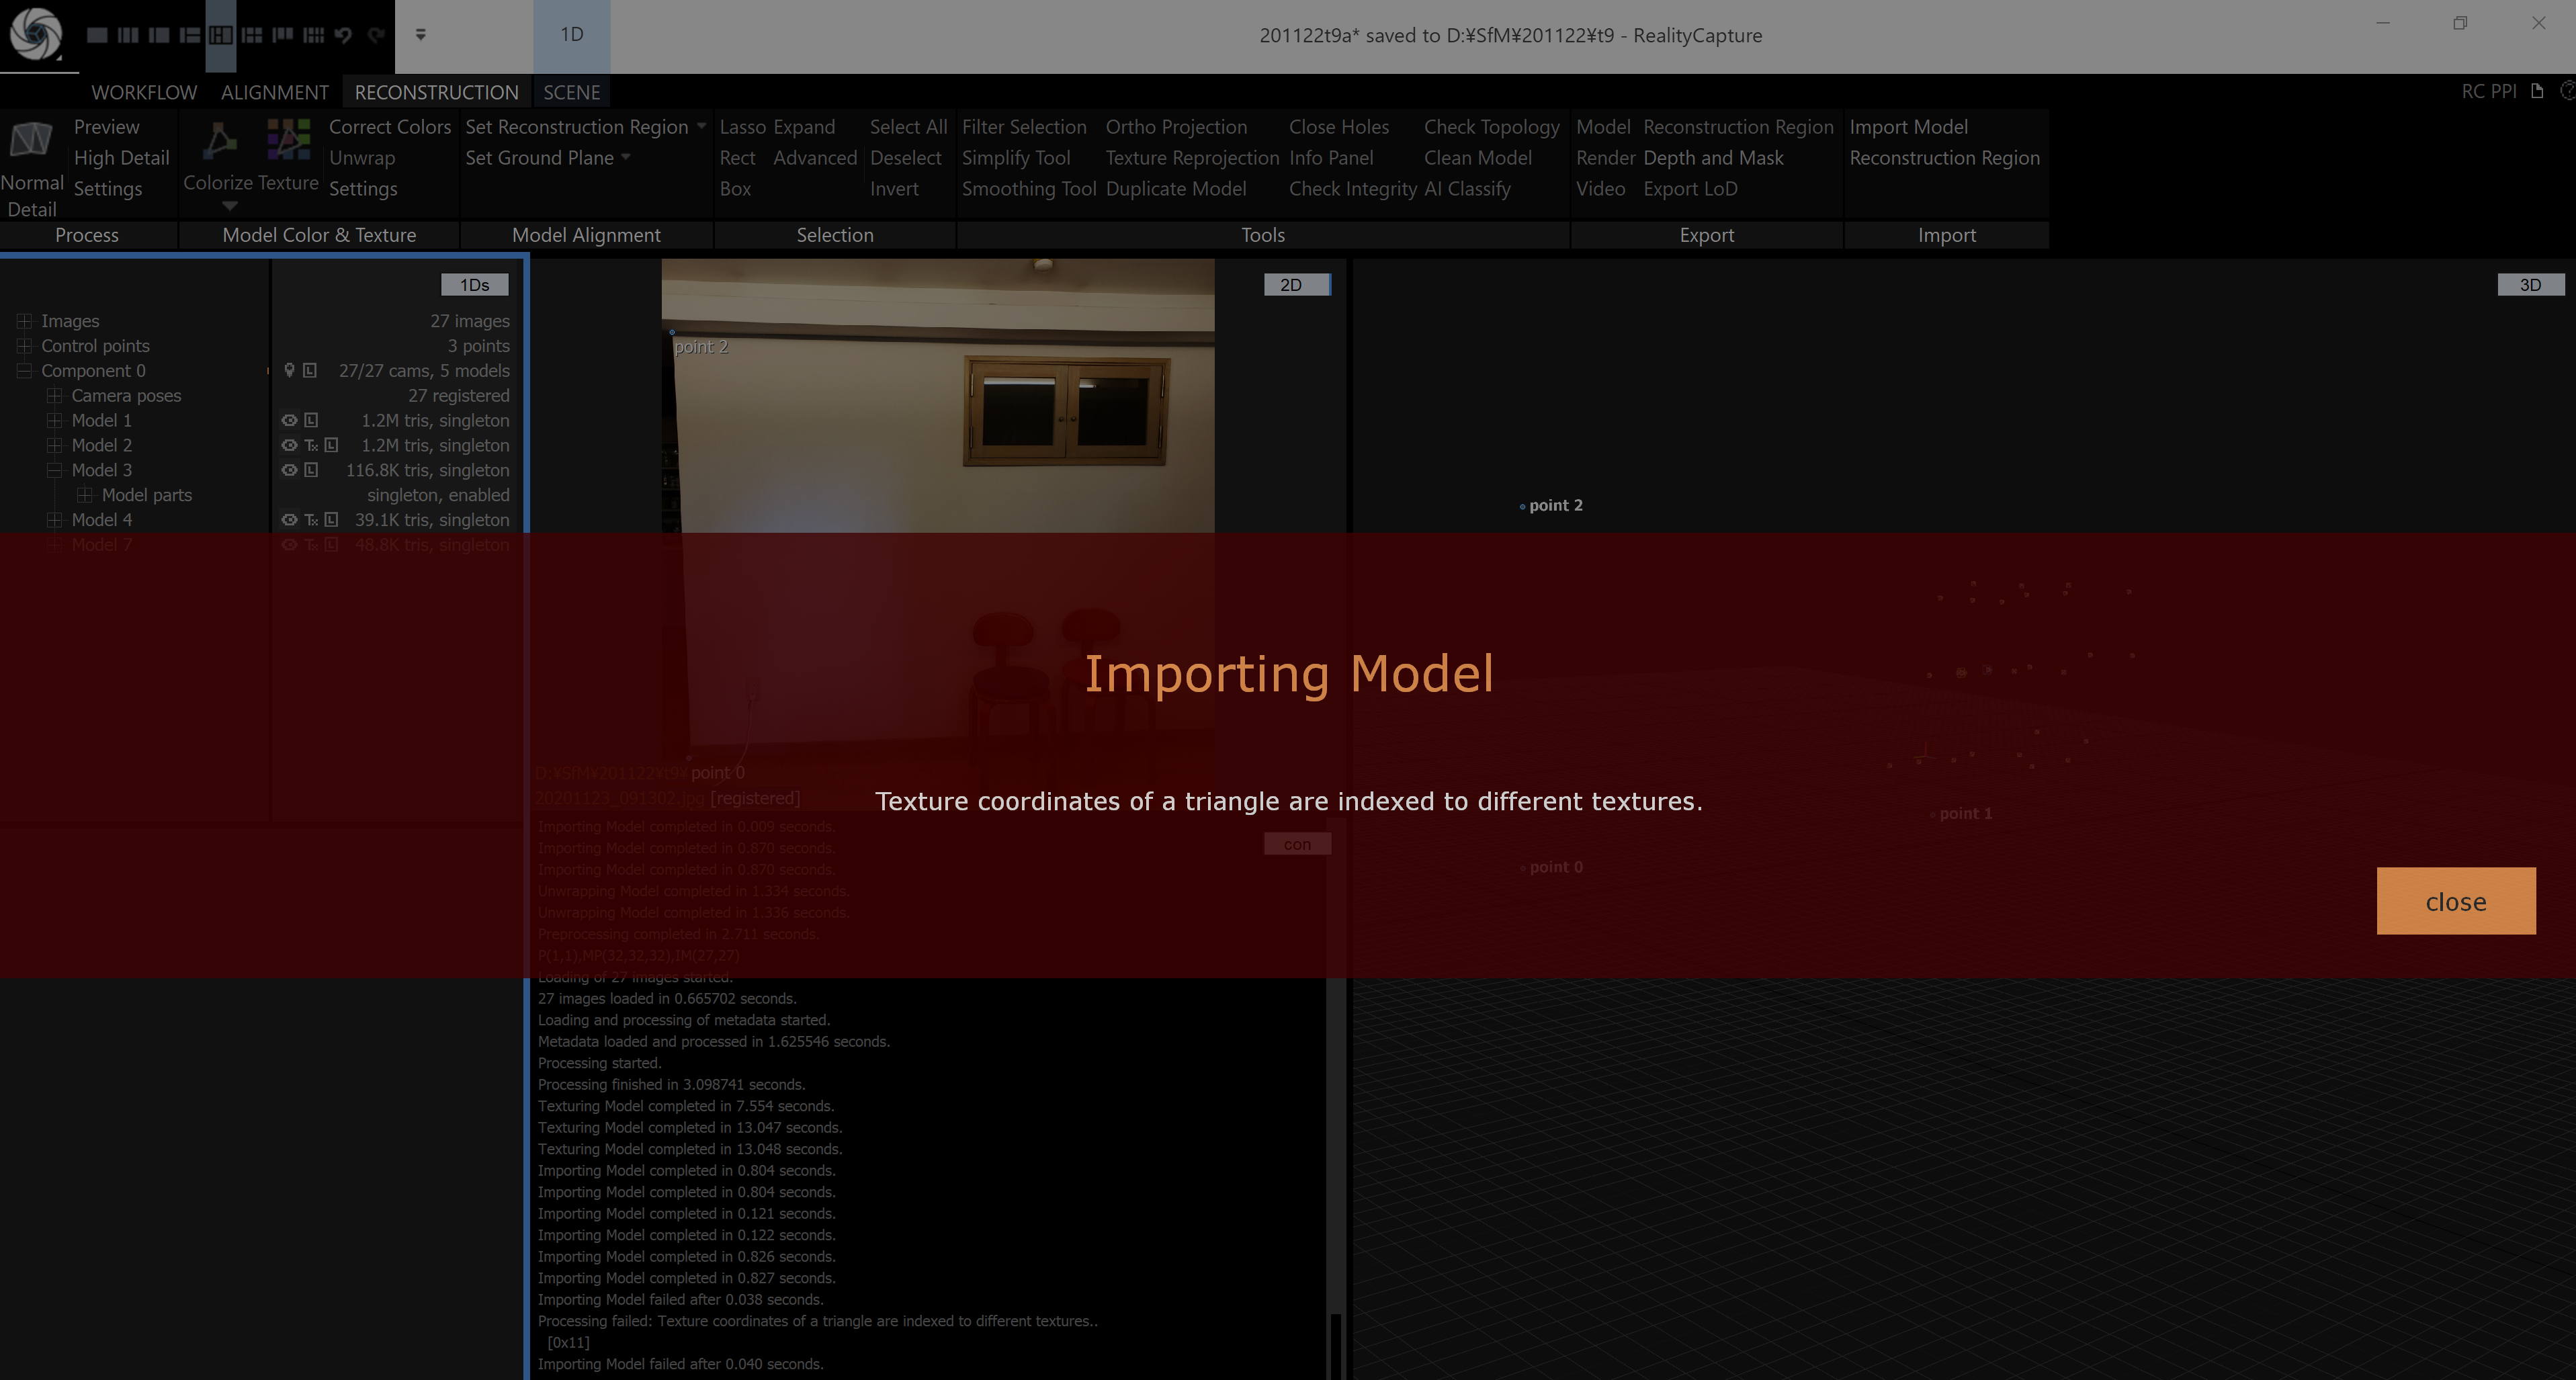 1D
201122t9a* saved to D:¥SfM¥201122¥t9 - RealityCapture
WORKFLOW ALIGNMENT RECONSTRUCTION SCENE
RC PPI
Normal Detail
Preview
High Detail
Settings
Process
Colorize Texture
Correct Colors
Unwrap
Settings
Model Color & Texture
Set Reconstruction Region
Set Ground Plane
Model Alignment
Lasso Expand Select All
Rect Advanced Deselect
Box Invert
Selection
Filter Selection Ortho Projection Close Holes Check Topology
Simplify Tool Texture Reprojection Info Panel Clean Model
Smoothing Tool Duplicate Model Check Integrity AI Classify
Tools
Model Reconstruction Region
Render Depth and Mask
Video Export LoD
Export
Import Model
Reconstruction Region
Import
1Ds
Images 27 images
Control points 3 points
Component 0 L 27/27 cams, 5 models
Camera poses 27 registered
Model 1 L 1.2M tris, singleton
Model 2 Tx L 1.2M tris, singleton
Model 3 L 116.8K tris, singleton
Model parts singleton, enabled
Model 4 Tx L 39.1K tris, singleton
Model 7 Tx L 48.8K tris, singleton
2D
point 2
3D
point 2
point 1
point 0
Importing Model
Texture coordinates of a triangle are indexed to different textures.
close
D:¥SfM¥201122¥t9¥ point 0
20201123_091302.jpg [registered]
con
Importing Model completed in 0.009 seconds.
Importing Model completed in 0.870 seconds.
Importing Model completed in 0.870 seconds.
Unwrapping Model completed in 1.334 seconds.
Unwrapping Model completed in 1.336 seconds.
Preprocessing completed in 2.711 seconds.
P(1,1),MP(32,32,32),IM(27,27)
Loading of 27 images started.
27 images loaded in 0.665702 seconds.
Loading and processing of metadata started.
Metadata loaded and processed in 1.625546 seconds.
Processing started.
Processing finished in 3.098741 seconds.
Texturing Model completed in 7.554 seconds.
Texturing Model completed in 13.047 seconds.
Texturing Model completed in 13.048 seconds.
Importing Model completed in 0.804 seconds.
Importing Model completed in 0.804 seconds.
Importing Model completed in 0.121 seconds.
Importing Model completed in 0.122 seconds.
Importing Model completed in 0.826 seconds.
Importing Model completed in 0.827 seconds.
Importing Model failed after 0.038 seconds.
Processing failed: Texture coordinates of a triangle are indexed to different textures..
[0x11]
Importing Model failed after 0.040 seconds.